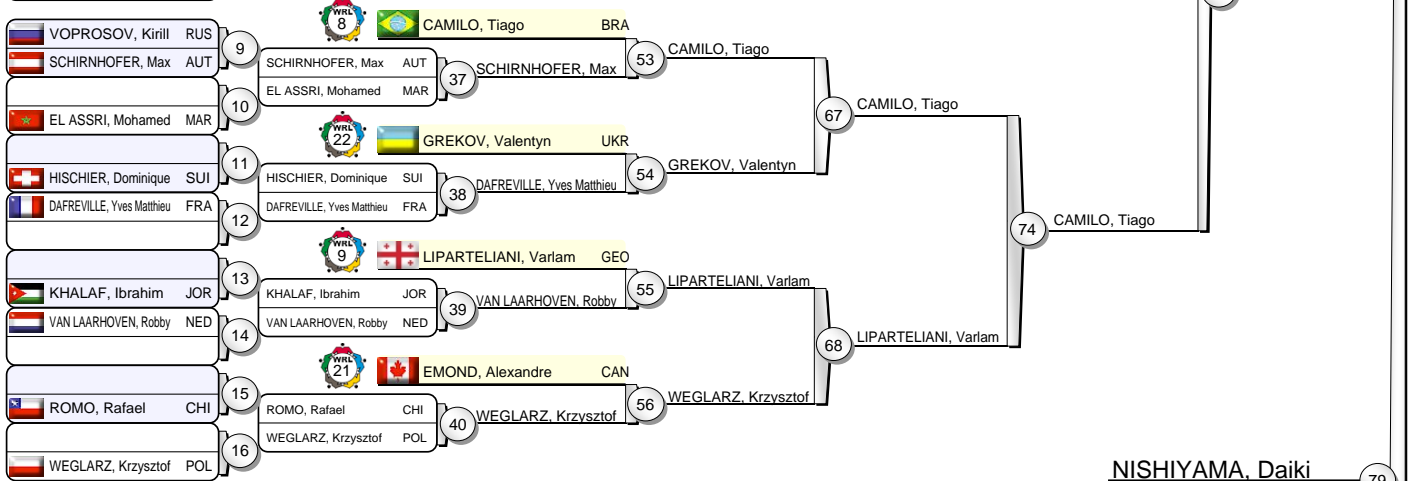 VOPROSOV, Kirill RUS
SCHIRNHOFER, Max AUT
9
EL ASSRI, Mohamed MAR
10
HISCHIER, Dominique SUI
11
DAFREVILLE, Yves Matthieu FRA
12
KHALAF, Ibrahim JOR
13
VAN LAARHOVEN, Robby NED
14
ROMO, Rafael CHI
15
WEGLARZ, Krzysztof POL
16
WRL
8
CAMILO, Tiago BRA
SCHIRNHOFER, Max AUT
EL ASSRI, Mohamed MAR
37
SCHIRNHOFER, Max
53
WRL
22
GREKOV, Valentyn UKR
HISCHIER, Dominique SUI
DAFREVILLE, Yves Matthieu FRA
38
DAFREVILLE, Yves Matthieu
54
WRL
9
LIPARTELIANI, Varlam GEO
KHALAF, Ibrahim JOR
VAN LAARHOVEN, Robby NED
39
VAN LAARHOVEN, Robby
55
WRL
21
EMOND, Alexandre CAN
ROMO, Rafael CHI
WEGLARZ, Krzysztof POL
40
WEGLARZ, Krzysztof
56
CAMILO, Tiago
GREKOV, Valentyn
67
LIPARTELIANI, Varlam
WEGLARZ, Krzysztof
68
CAMILO, Tiago
LIPARTELIANI, Varlam
74
CAMILO, Tiago
NISHIYAMA, Daiki
79